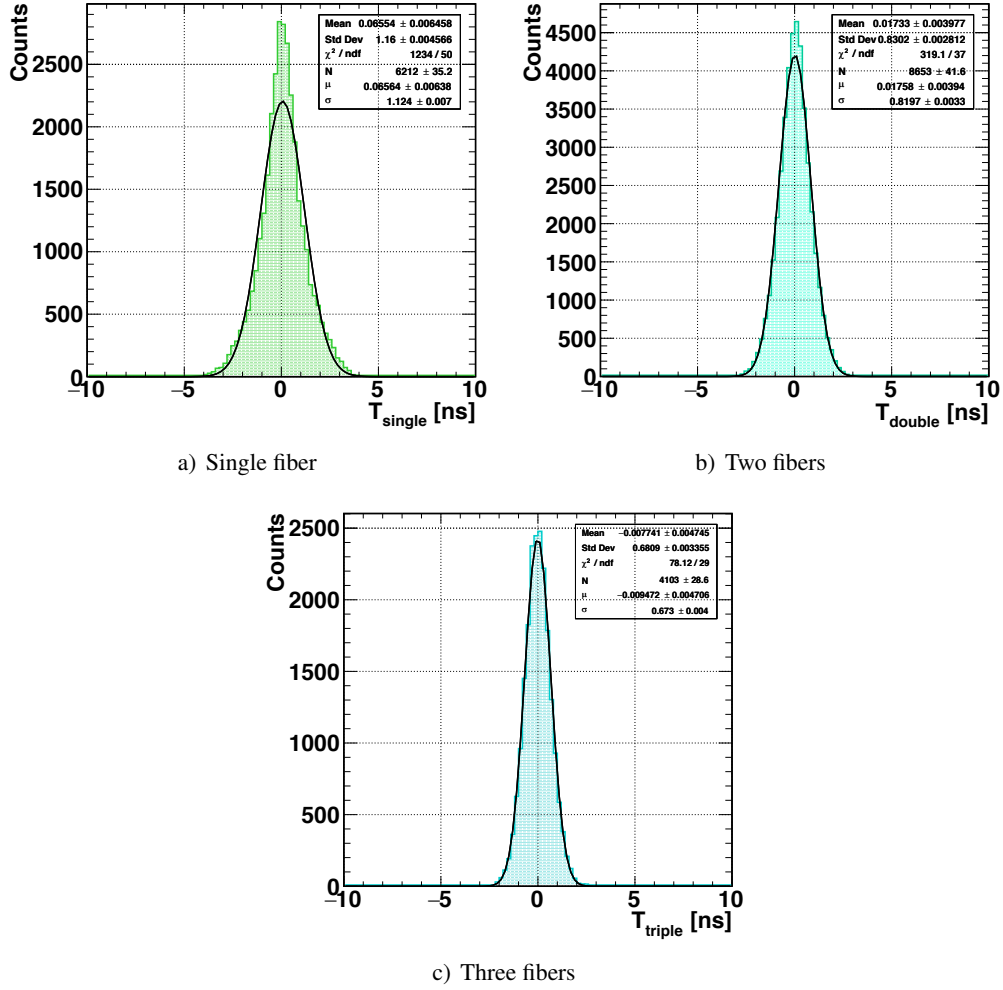 Counts
Mean 0.06554 ± 0.006458
Std Dev 1.16 ± 0.004566
χ² / ndf 1234 / 50
N 6212 ± 35.2
μ 0.06564 ± 0.00638
σ 1.124 ± 0.007
2500
2000
1500
1000
500
0
−10 −5 0 5 10
T_single [ns]
a) Single fiber
Counts
Mean 0.01733 ± 0.003977
Std Dev 0.8302 ± 0.002812
χ² / ndf 319.1 / 37
N 8653 ± 41.6
μ 0.01758 ± 0.00394
σ 0.8197 ± 0.0033
4500
4000
3500
3000
2500
2000
1500
1000
500
0
−10 −5 0 5 10
T_double [ns]
b) Two fibers
Counts
Mean −0.007741 ± 0.004745
Std Dev 0.6809 ± 0.003355
χ² / ndf 78.12 / 29
N 4103 ± 28.6
μ −0.009472 ± 0.004706
σ 0.673 ± 0.004
2500
2000
1500
1000
500
0
−10 −5 0 5 10
T_triple [ns]
c) Three fibers